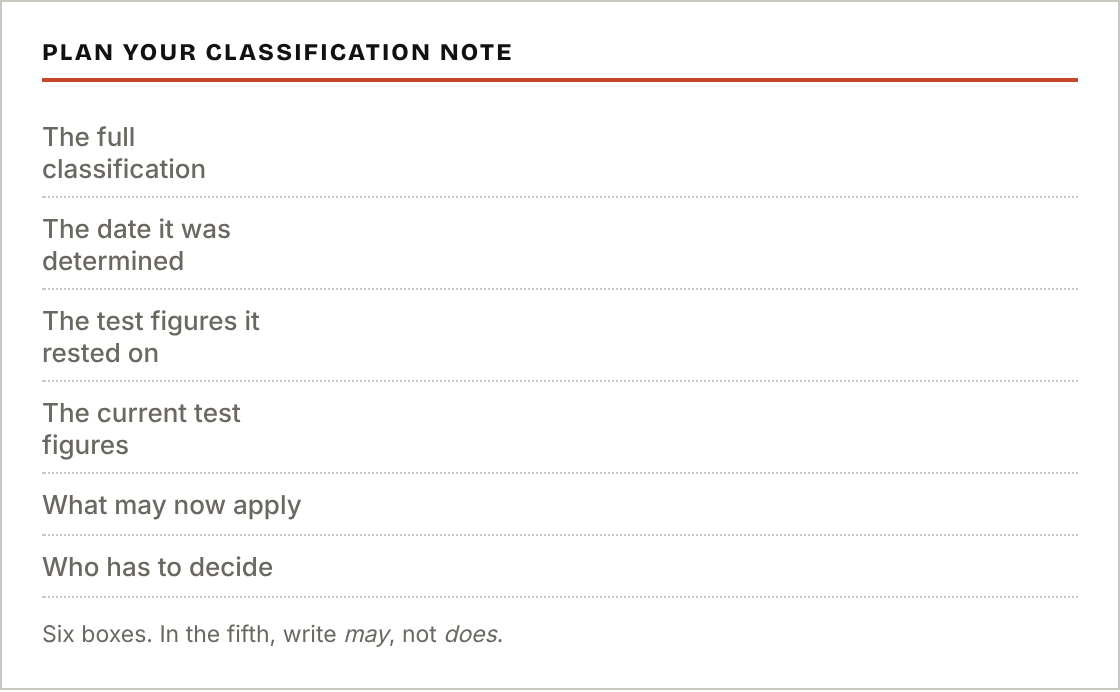 PLAN YOUR CLASSIFICATION NOTE
The full
classification
The date it was
determined
The test figures it
rested on
The current test
figures
What may now apply
Who has to decide
Six boxes. In the fifth, write may, not does.